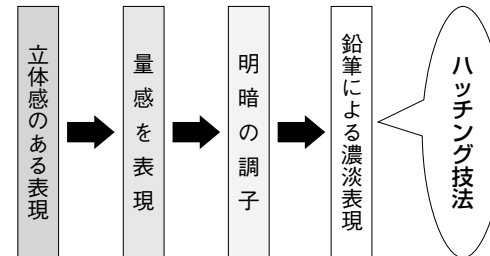 立体感のある表現
量感を表現
明暗の調子
鉛筆による濃淡表現
ハッチング技法